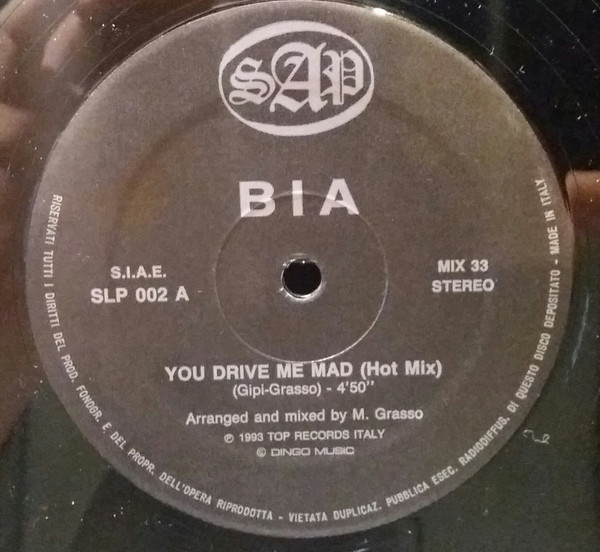 SAP
BIA
S.I.A.E.
SLP 002 A
MIX 33
STEREO
YOU DRIVE ME MAD (Hot Mix)
(Gipi-Grasso) - 4'50''
Arranged and mixed by M. Grasso
℗ 1993 TOP RECORDS ITALY
© DINGO MUSIC
RISERVATI TUTTI I DIRITTI DEL PROD. FONOGR. E DEL PROPR. DELL'OPERA RIPRODOTTA - VIETATA DUPLICAZ. PUBBLICA ESEC. RADIODIFFUS. DI QUESTO DISCO DEPOSITATO - MADE IN ITALY